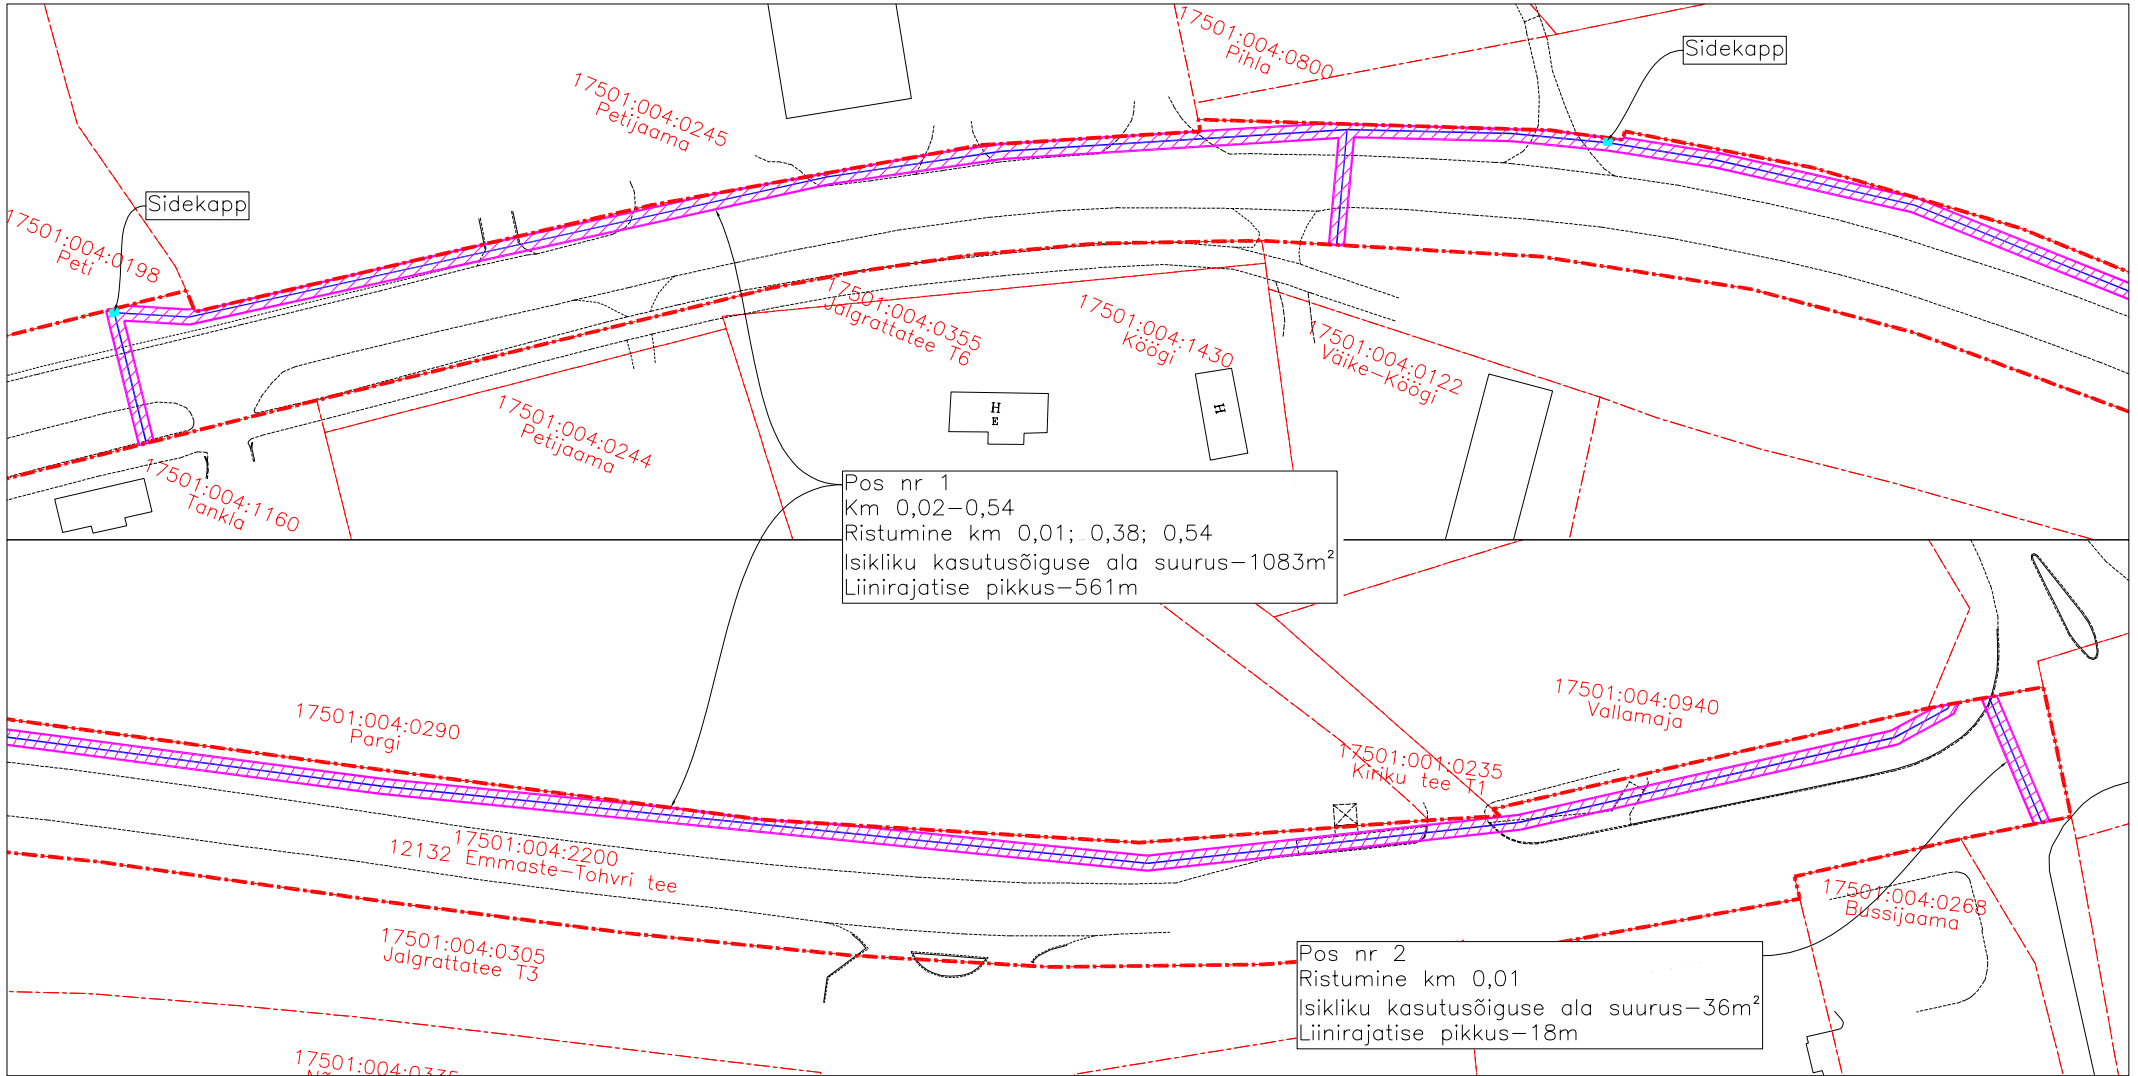 17501:004:0800
Pihla
Sidekapp
17501:004:0245
Petijaama
Sidekapp
17501:004:0198
Peti
17501:004:0355
Jalgrattatee T6
17501:004:1430
Köögi
17501:004:0122
Väike-Köögi
H
E
H
17501:004:0244
Petijaama
17501:004:1160
Tankla
Pos nr 1
Km 0,02-0,54
Ristumine km 0,01; 0,38; 0,54
Isikliku kasutusõiguse ala suurus-1083m²
Liinirajatise pikkus-561m
17501:004:0290
Pargi
17501:004:0940
Vallamaja
17501:001:0235
Kiriku tee T1
17501:004:2200
12132 Emmaste-Tohvri tee
17501:004:0268
Bussijaama
17501:004:0305
Jalgrattatee T3
Pos nr 2
Ristumine km 0,01
Isikliku kasutusõiguse ala suurus-36m²
Liinirajatise pikkus-18m